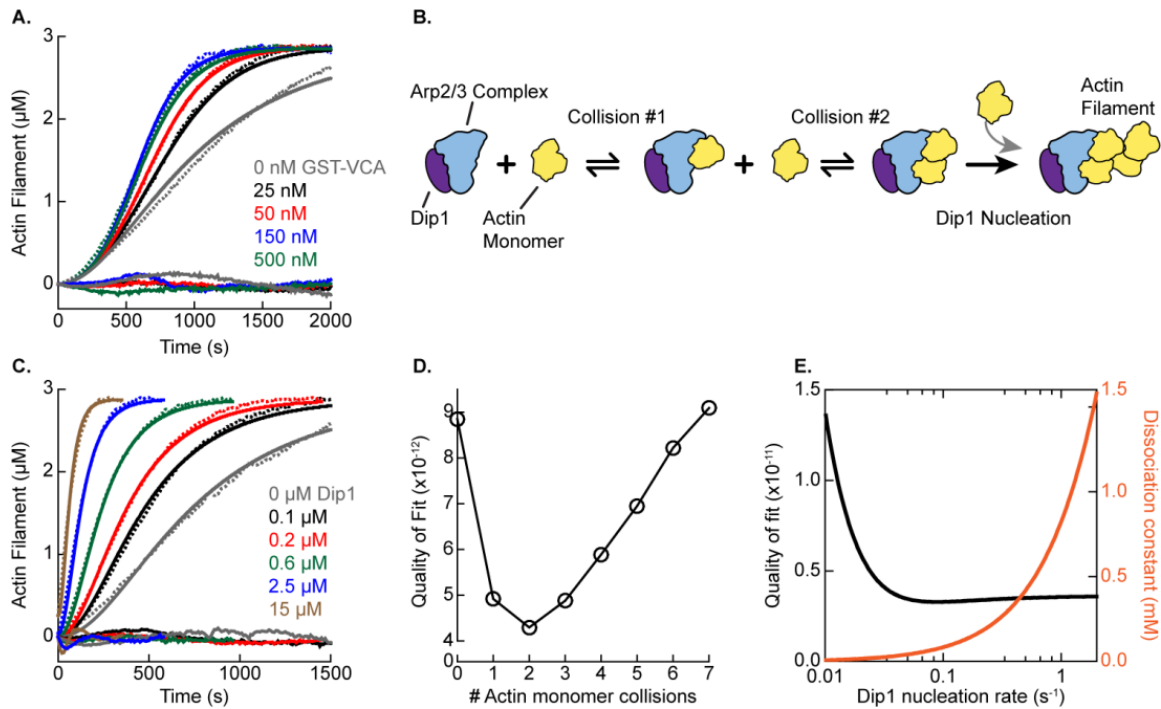 A.
Actin Filament (µM)
3
2
1
0
0 nM GST-VCA
25 nM
50 nM
150 nM
500 nM
0
500
1000
1500
2000
Time (s)
B.
Arp2/3 Complex
Collision #1
Collision #2
Actin
Filament
Dip1
Actin
Monomer
Dip1 Nucleation
C.
Actin Filament (µM)
3
2
1
0
0 µM Dip1
0.1 µM
0.2 µM
0.6 µM
2.5 µM
15 µM
0
500
1000
1500
Time (s)
D.
Quality of Fit (x10⁻¹²)
9
8
7
6
5
4
0
1
2
3
4
5
6
7
# Actin monomer collisions
E.
Quality of fit (x10⁻¹¹)
1.5
1.0
0.5
0.0
0.01
0.1
1
Dip1 nucleation rate (s⁻¹)
1.5
1.0
0.5
0.0
Dissociation constant (mM)